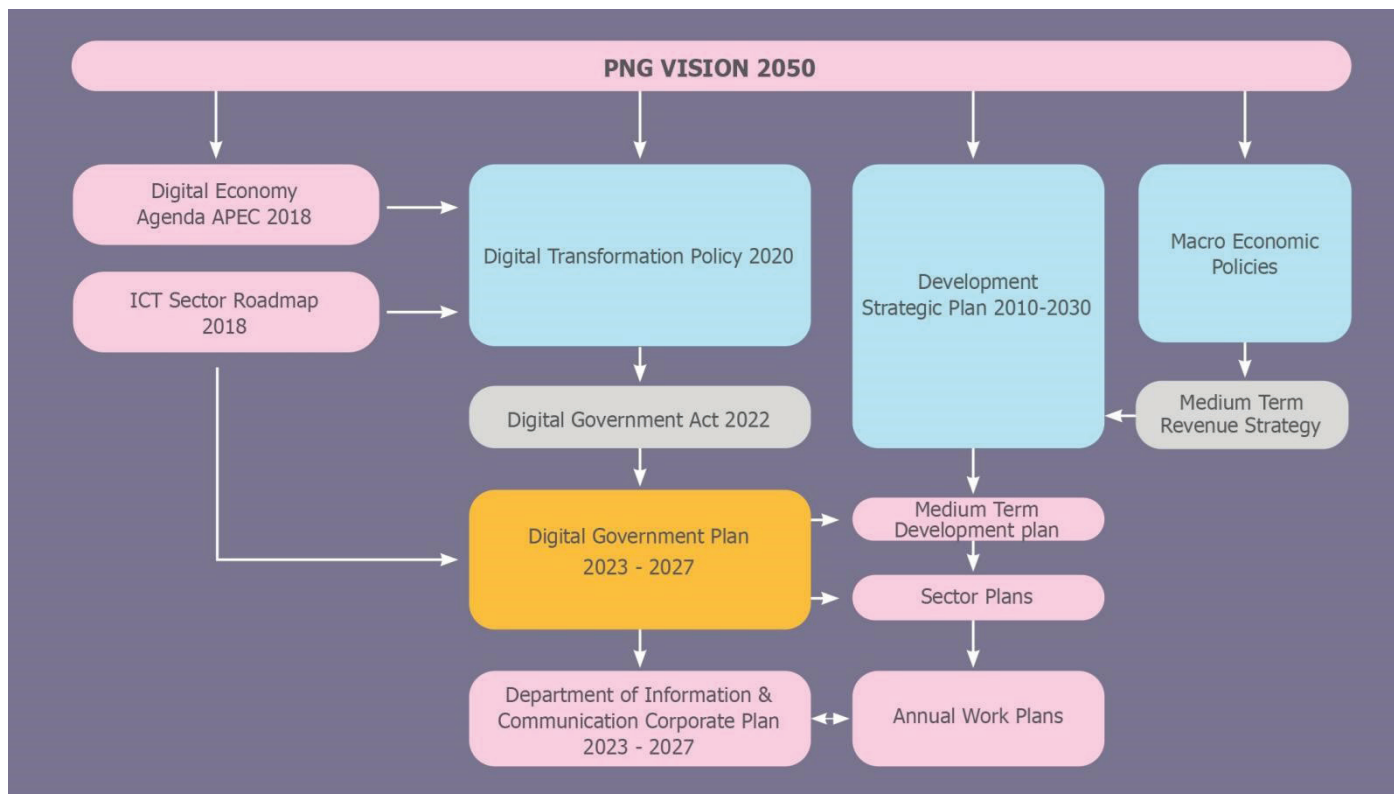 PNG VISION 2050
Digital Economy
Agenda APEC 2018
ICT Sector Roadmap
2018
Digital Transformation Policy 2020
Digital Government Act 2022
Digital Government Plan
2023 - 2027
Department of Information &
Communication Corporate Plan
2023 - 2027
Development
Strategic Plan 2010-2030
Medium Term
Development plan
Sector Plans
Annual Work Plans
Macro Economic
Policies
Medium Term
Revenue Strategy